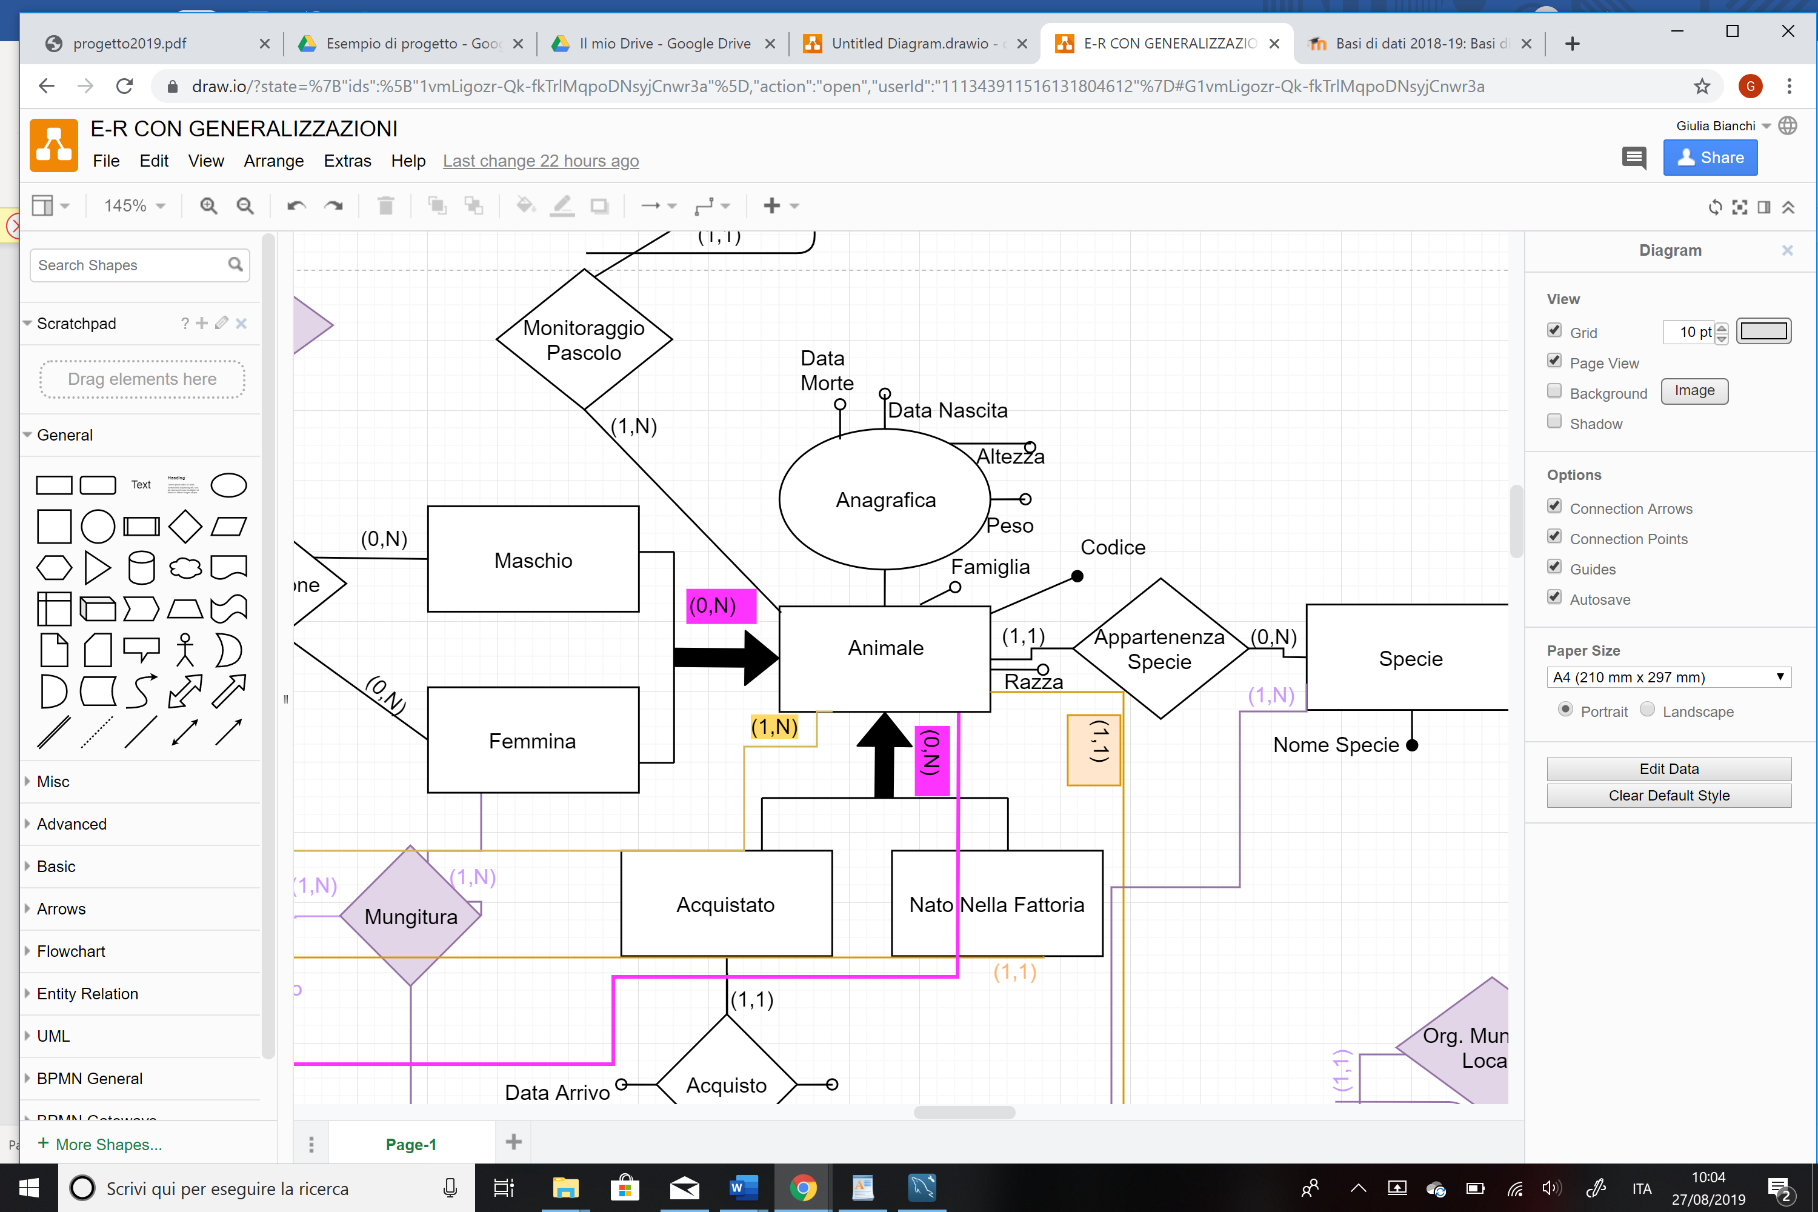 progetto2019.pdf
Esempio di progetto - Goo
Il mio Drive - Google Drive
Untitled Diagram.drawio -
E-R CON GENERALIZZAZIO
Basi di dati 2018-19: Basi d
draw.io/?state=%7B"ids":%5B"1vmLigozr-Qk-fkTrlMqpoDNsyjCnwr3a"%5D,"action":"open","userId":"111343911516131804612"%7D#G1vmLigozr-Qk-fkTrlMqpoDNsyjCnwr3a
G
E-R CON GENERALIZZAZIONI
Giulia Bianchi
File Edit View Arrange Extras Help Last change 22 hours ago
Share
145%
Search Shapes
Scratchpad
?
Drag elements here
General
Text
Heading
Misc
Advanced
Basic
Arrows
Flowchart
Entity Relation
UML
BPMN General
BPMN Gateways
+ More Shapes...
(1,1)
Monitoraggio
Pascolo
(1,N)
Data
Morte
Data Nascita
Altezza
Anagrafica
Peso
Famiglia
Codice
(0,N)
Maschio
one
(0,N)
Animale
(1,1)
Appartenenza
Specie
(0,N)
Specie
Razza
(1,N)
(0,N)
Femmina
(1,N)
(0,N)
(1,1)
Nome Specie
(1,N)
(1,N)
Mungitura
Acquistato
Nato Nella Fattoria
(1,1)
o
(1,1)
Org. Mun
Loca
(1,1)
Data Arrivo
Acquisto
Page-1
Diagram
View
Grid
10 pt
Page View
Background
Image
Shadow
Options
Connection Arrows
Connection Points
Guides
Autosave
Paper Size
A4 (210 mm x 297 mm)
Portrait
Landscape
Edit Data
Clear Default Style
Scrivi qui per eseguire la ricerca
ITA
10:04
27/08/2019
2